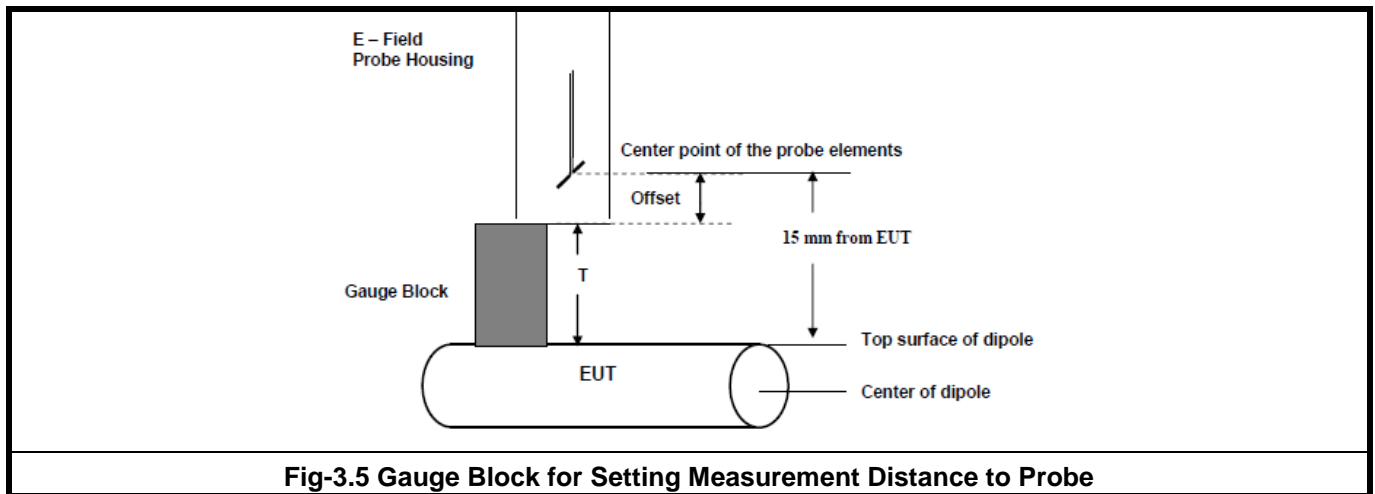 E – Field
Probe Housing
Center point of the probe elements
Offset
15 mm from EUT
T
Gauge Block
Top surface of dipole
EUT
Center of dipole
Fig-3.5 Gauge Block for Setting Measurement Distance to Probe